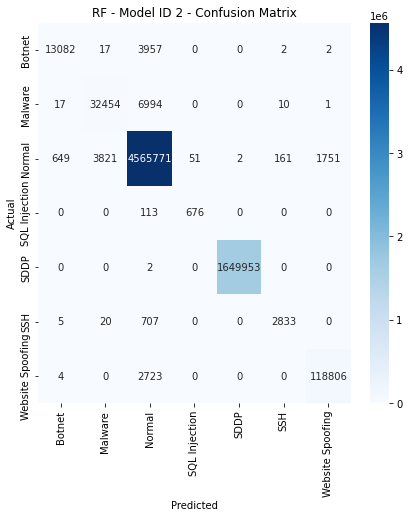 RF - Model ID 2 - Confusion Matrix
1e6
Botnet 13082 17 3957 0 0 2 2
Malware 17 32454 6994 0 0 10 1
Normal 649 3821 4565771 51 2 161 1751
SQL Injection 0 0 113 676 0 0 0
SDDP 0 0 2 0 1649953 0 0
SSH 5 20 707 0 0 2833 0
Website Spoofing 4 0 2723 0 0 0 118806
Actual
Botnet
Malware
Normal
SQL Injection
SDDP
SSH
Website Spoofing
Predicted
4
3
2
1
0